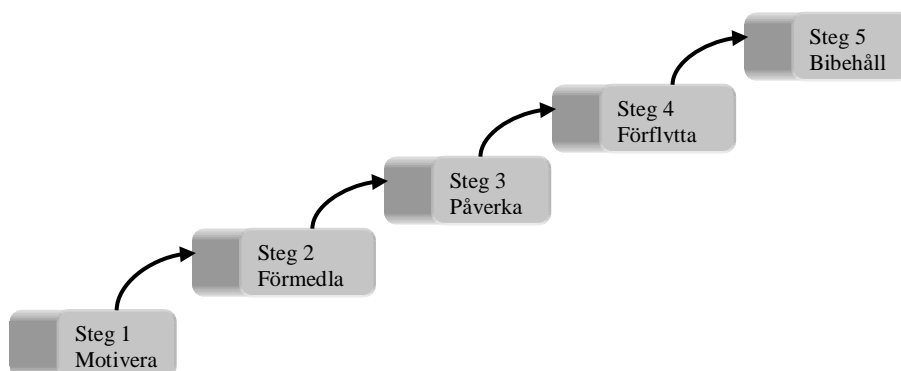 Steg 5
Bibehåll
Steg 4
Förflytta
Steg 3
Påverka
Steg 2
Förmedla
Steg 1
Motivera